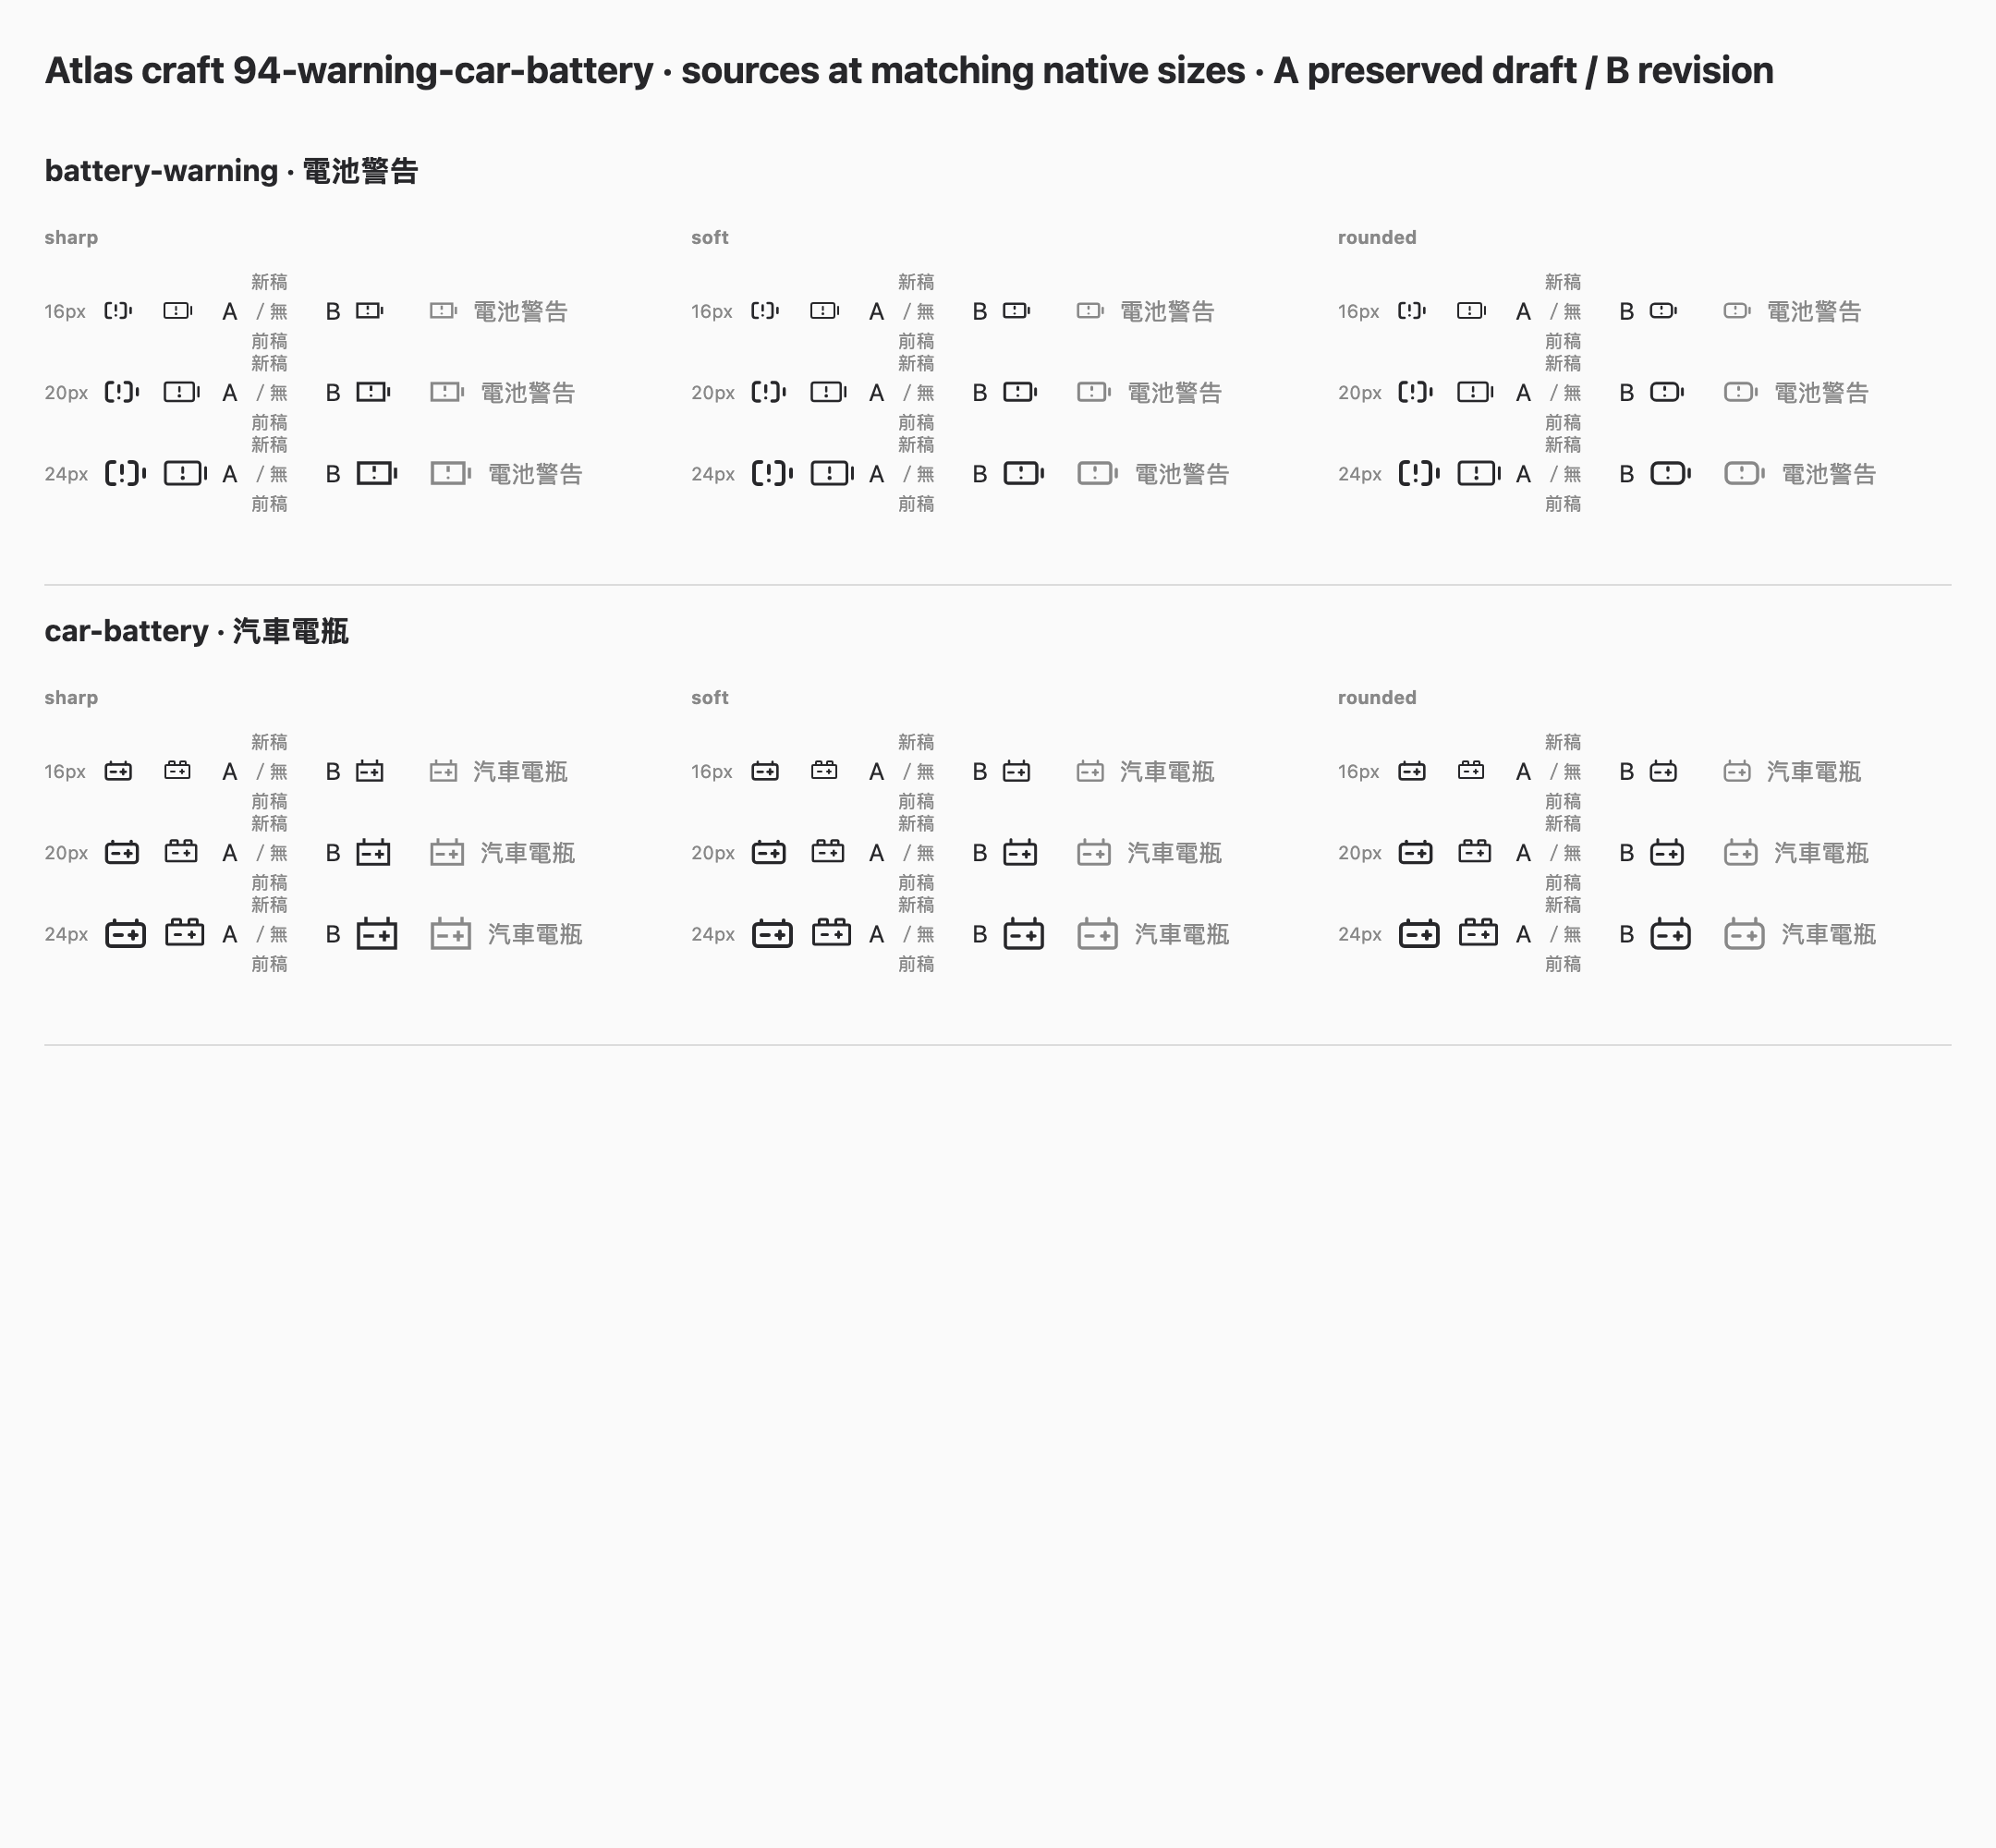 Atlas craft 94-warning-car-battery · sources at matching native sizes · A preserved draft / B revision
battery-warning · 電池警告
sharp
soft
rounded
16px A 新稿 / 無 前稿 B 電池警告
16px A 新稿 / 無 前稿 B 電池警告
16px A 新稿 / 無 前稿 B 電池警告
20px A 新稿 / 無 前稿 B 電池警告
20px A 新稿 / 無 前稿 B 電池警告
20px A 新稿 / 無 前稿 B 電池警告
24px A 新稿 / 無 前稿 B 電池警告
24px A 新稿 / 無 前稿 B 電池警告
24px A 新稿 / 無 前稿 B 電池警告
car-battery · 汽車電瓶
sharp
soft
rounded
16px A 新稿 / 無 前稿 B 汽車電瓶
16px A 新稿 / 無 前稿 B 汽車電瓶
16px A 新稿 / 無 前稿 B 汽車電瓶
20px A 新稿 / 無 前稿 B 汽車電瓶
20px A 新稿 / 無 前稿 B 汽車電瓶
20px A 新稿 / 無 前稿 B 汽車電瓶
24px A 新稿 / 無 前稿 B 汽車電瓶
24px A 新稿 / 無 前稿 B 汽車電瓶
24px A 新稿 / 無 前稿 B 汽車電瓶